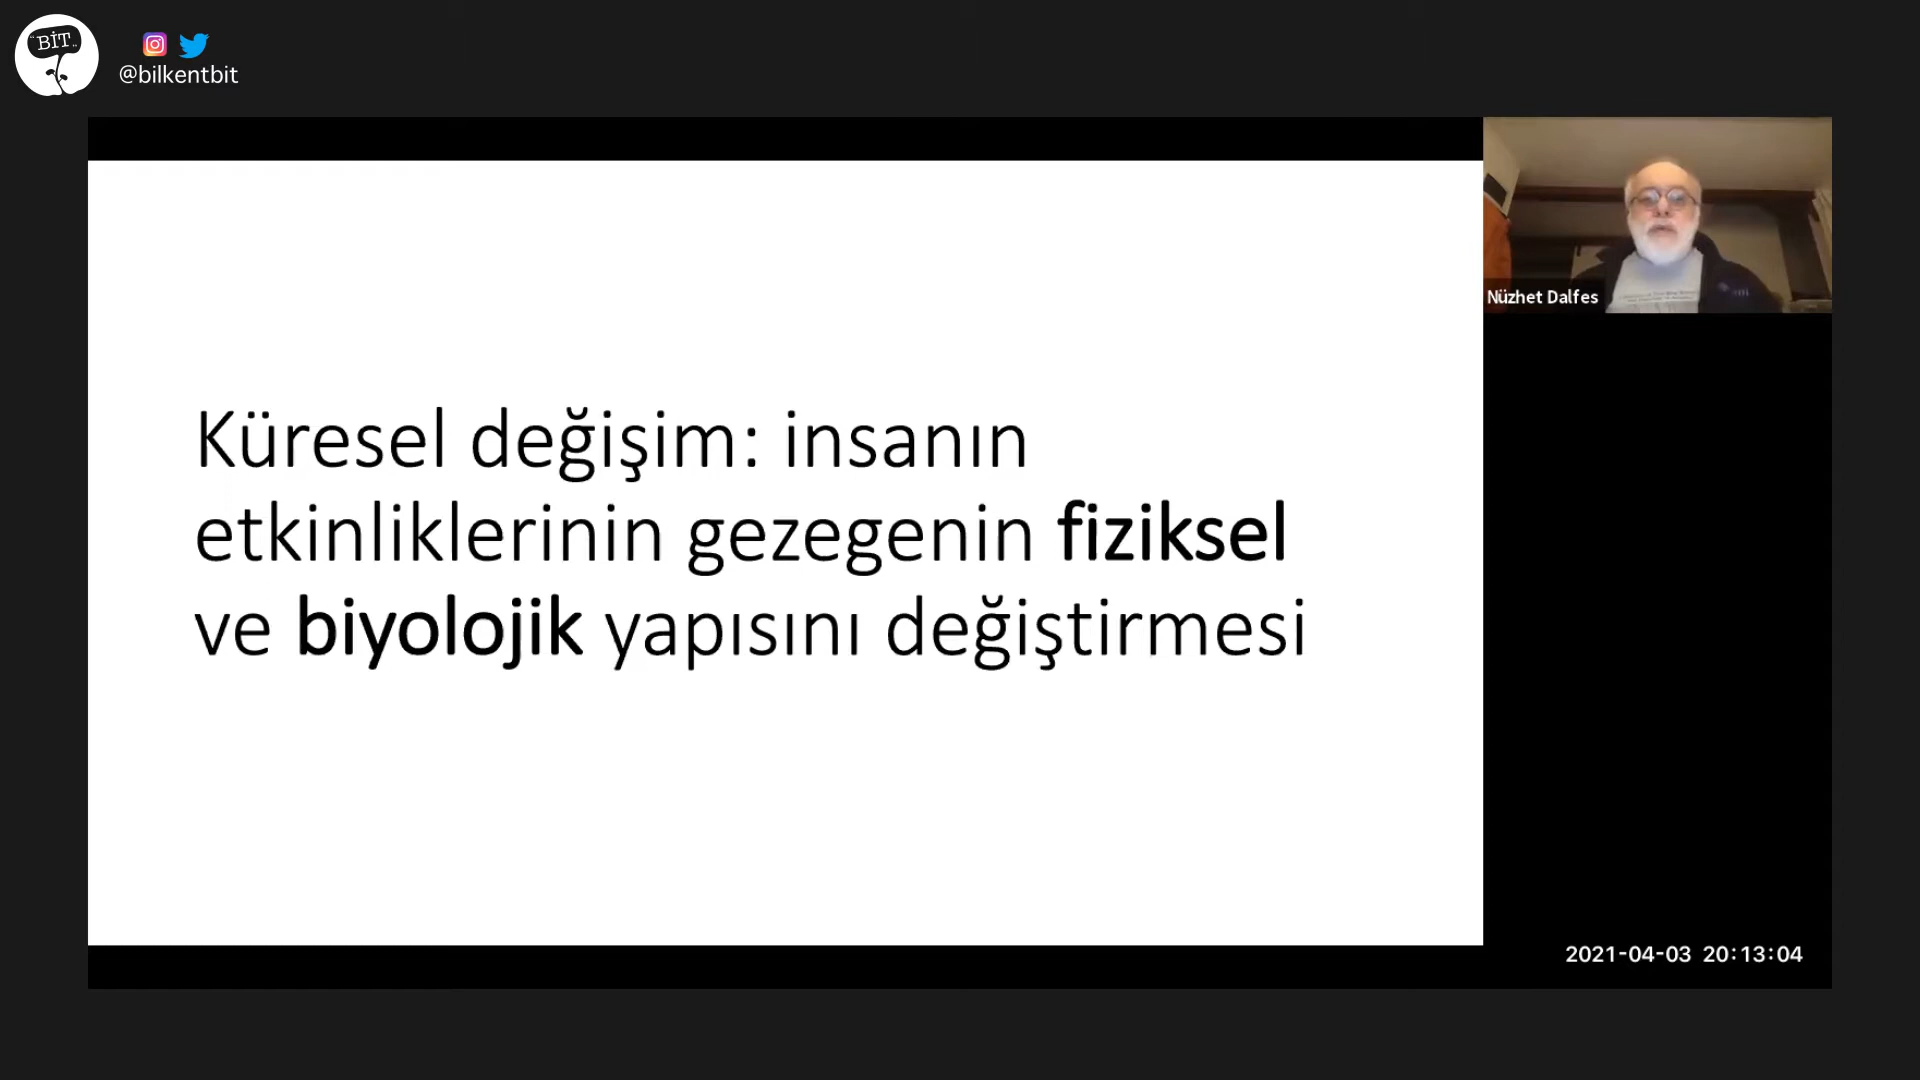 BİT
@bilkentbit
Küresel değişim: insanın
etkinliklerinin gezegenin fiziksel
ve biyolojik yapısını değiştirmesi
Nüzhet Dalfes
2021-04-03 20:13:04